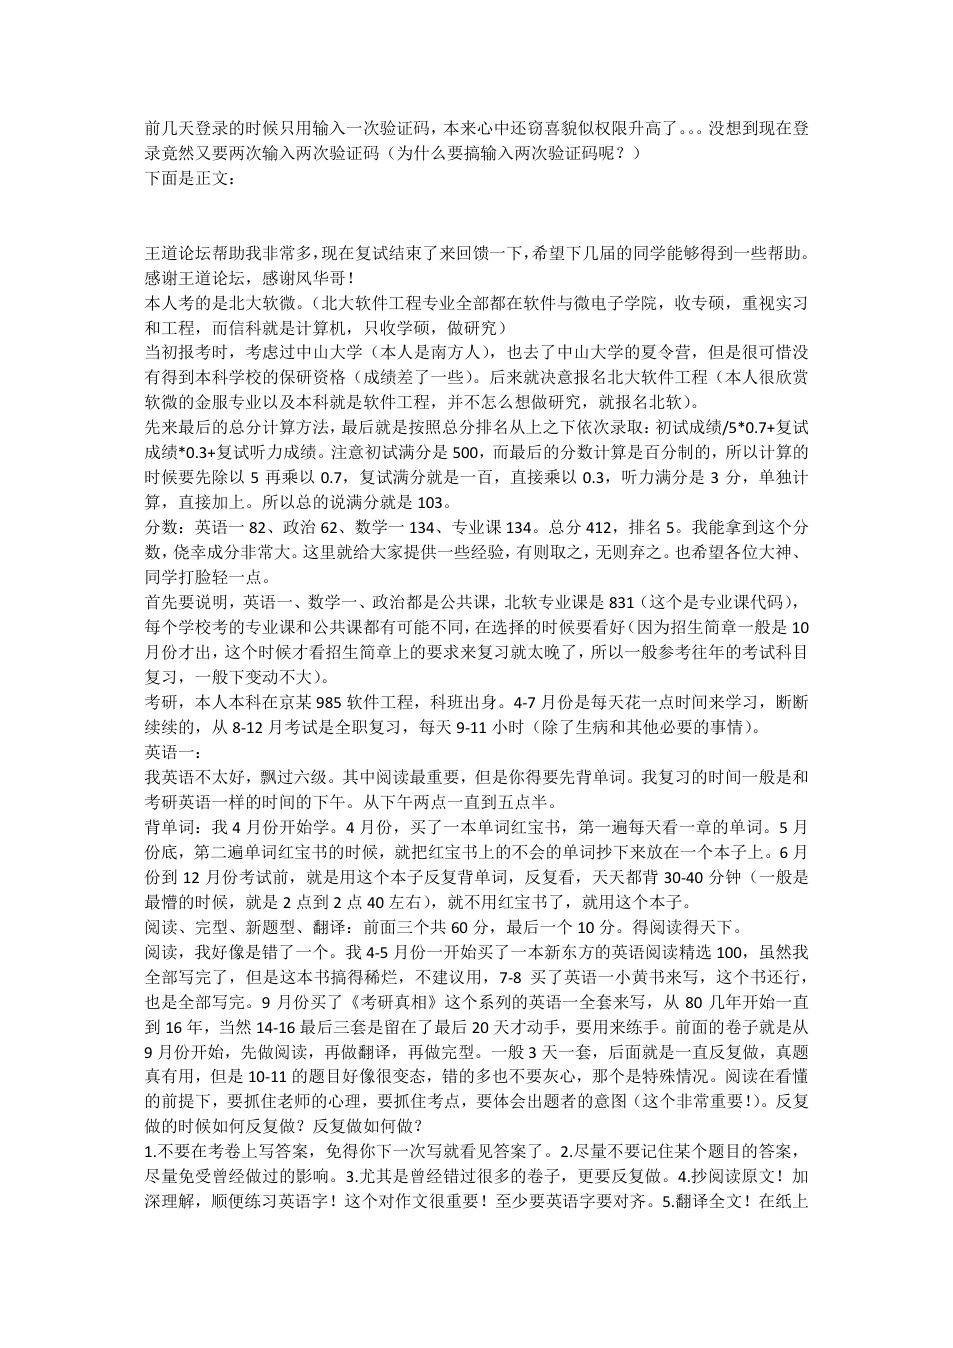 前几天登录的时候只用输入一次验证码，本来心中还窃喜貌似权限升高了。。。没想到现在登
录竟然又要两次输入两次验证码（为什么要搞输入两次验证码呢？）
下面是正文：
王道论坛帮助我非常多，现在复试结束了来回馈一下，希望下几届的同学能够得到一些帮助。
感谢王道论坛，感谢风华哥！
本人考的是北大软微。（北大软件工程专业全部都在软件与微电子学院，收专硕，重视实习
和工程，而信科就是计算机，只收学硕，做研究）
当初报考时，考虑过中山大学（本人是南方人），也去了中山大学的夏令营，但是很可惜没
有得到本科学校的保研资格（成绩差了一些）。后来就决意报名北大软件工程（本人很欣赏
软微的金服专业以及本科就是软件工程，并不怎么想做研究，就报名北软）。
先来最后的总分计算方法，最后就是按照总分排名从上之下依次录取：初试成绩/5*0.7+复试
成绩*0.3+复试听力成绩。注意初试满分是 500，而最后的分数计算是百分制的，所以计算的
时候要先除以 5 再乘以 0.7，复试满分就是一百，直接乘以 0.3，听力满分是 3 分，单独计
算，直接加上。所以总的说满分就是 103。
分数：英语一 82、政治 62、数学一 134、专业课 134。总分 412，排名 5。我能拿到这个分
数，侥幸成分非常大。这里就给大家提供一些经验，有则取之，无则弃之。也希望各位大神、
同学打脸轻一点。
首先要说明，英语一、数学一、政治都是公共课，北软专业课是 831（这个是专业课代码），
每个学校考的专业课和公共课都有可能不同，在选择的时候要看好（因为招生简章一般是 10
月份才出，这个时候才看招生简章上的要求来复习就太晚了，所以一般参考往年的考试科目
复习，一般下变动不大）。
考研，本人本科在京某 985 软件工程，科班出身。4-7 月份是每天花一点时间来学习，断断
续续的，从 8-12 月考试是全职复习，每天 9-11 小时（除了生病和其他必要的事情）。
英语一：
我英语不太好，飘过六级。其中阅读最重要，但是你得要先背单词。我复习的时间一般是和
考研英语一样的时间的下午。从下午两点一直到五点半。
背单词：我 4 月份开始学。4 月份，买了一本单词红宝书，第一遍每天看一章的单词。5 月
份底，第二遍单词红宝书的时候，就把红宝书上的不会的单词抄下来放在一个本子上。6 月
份到 12 月份考试前，就是用这个本子反复背单词，反复看，天天都背 30-40 分钟（一般是
最懵的时候，就是 2 点到 2 点 40 左右），就不用红宝书了，就用这个本子。
阅读、完型、新题型、翻译：前面三个共 60 分，最后一个 10 分。得阅读得天下。
阅读，我好像是错了一个。我 4-5 月份一开始买了一本新东方的英语阅读精选 100，虽然我
全部写完了，但是这本书搞得稀烂，不建议用，7-8 买了英语一小黄书来写，这个书还行，
也是全部写完。9 月份买了《考研真相》这个系列的英语一全套来写，从 80 几年开始一直
到 16 年，当然 14-16 最后三套是留在了最后 20 天才动手，要用来练手。前面的卷子就是从
9 月份开始，先做阅读，再做翻译，再做完型。一般 3 天一套，后面就是一直反复做，真题
真有用，但是 10-11 的题目好像很变态，错的多也不要灰心，那个是特殊情况。阅读在看懂
的前提下，要抓住老师的心理，要抓住考点，要体会出题者的意图（这个非常重要！）。反复
做的时候如何反复做？反复做如何做？
1.不要在考卷上写答案，免得你下一次写就看见答案了。2.尽量不要记住某个题目的答案，
尽量免受曾经做过的影响。3.尤其是曾经错过很多的卷子，更要反复做。4.抄阅读原文！加
深理解，顺便练习英语字！这个对作文很重要！至少要英语字要对齐。5.翻译全文！在纸上